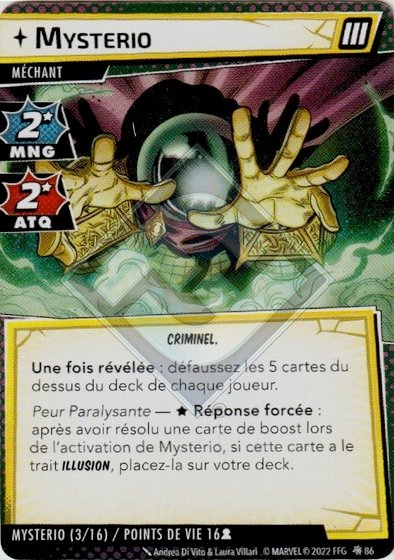 Mysterio
III
MÉCHANT
2
MNG
2
ATQ
CRIMINEL.
Une fois révélée : défaussez les 5 cartes du
dessus du deck de chaque joueur.
Peur Paralysante — ★ Réponse forcée :
après avoir résolu une carte de boost lors
de l'activation de Mysterio, si cette carte a le
trait ILLUSION, placez-la sur votre deck.
MYSTERIO (3/16) / POINTS DE VIE 16
Andrea Di Vito & Laura Villari. © MARVEL © 2022 FFG 86